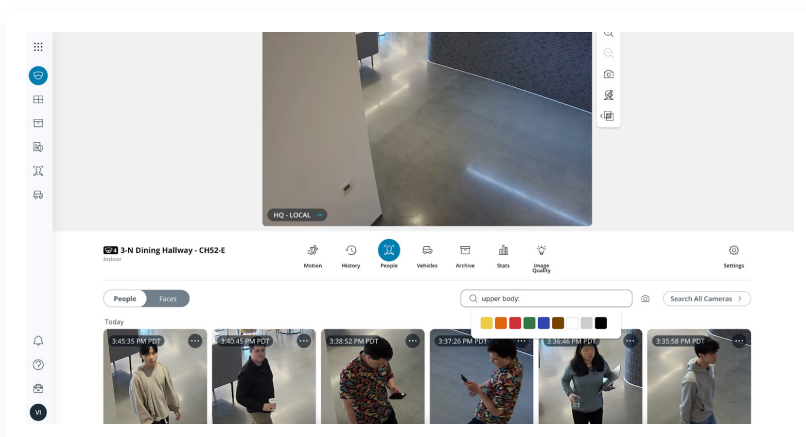 HQ - LOCAL
4 3-N Dining Hallway - CH52-E
Indoor
Motion
History
People
Vehicles
Archive
Stats
Image
Quality
Settings
People
Faces
upper body:
Search All Cameras >
Today
3:45:35 PM PDT
3:40:45 PM PDT
3:38:52 PM PDT
3:37:26 PM PDT
3:36:46 PM PDT
3:35:58 PM PDT
VI